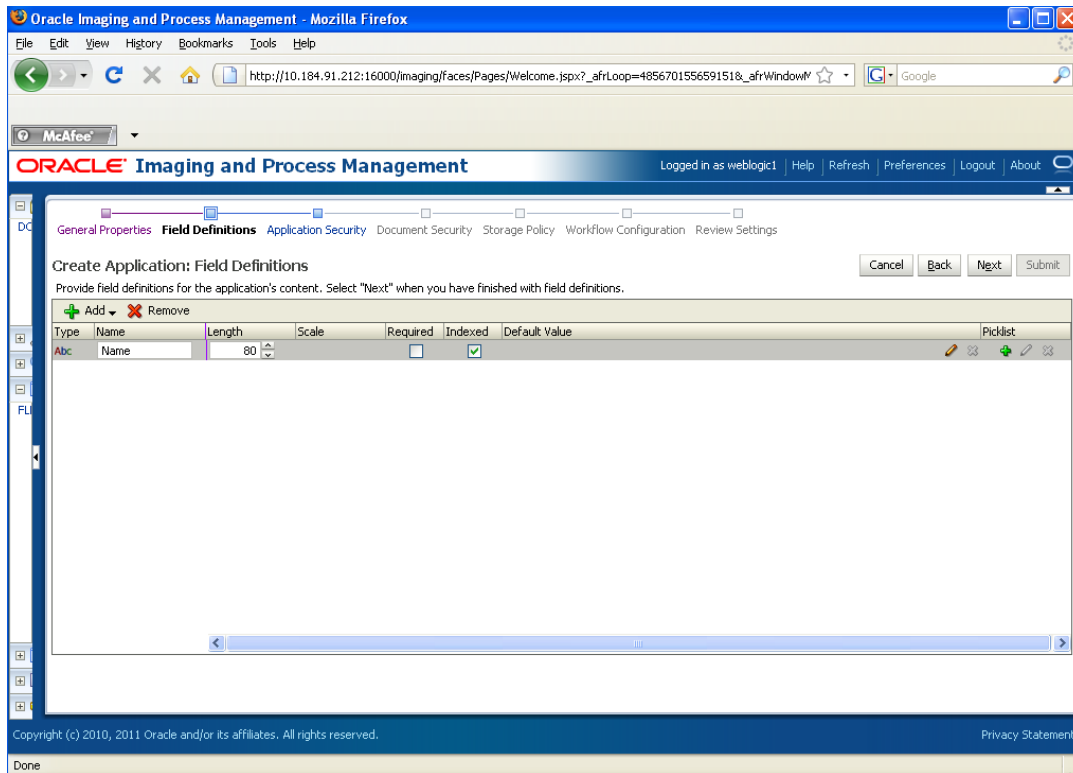 Oracle Imaging and Process Management - Mozilla Firefox
File Edit View History Bookmarks Tools Help
http://10.184.91.212:16000/imaging/faces/Pages/Welcome.jspx?_afrLoop=485670155659151&_afrWindowM
G Google
McAfee
ORACLE Imaging and Process Management
Logged in as weblogic1 | Help | Refresh | Preferences | Logout | About
DO
General Properties Field Definitions Application Security Document Security Storage Policy Workflow Configuration Review Settings
Create Application: Field Definitions
Cancel Back Next Submit
Provide field definitions for the application's content. Select "Next" when you have finished with field definitions.
Add Remove
Type Name Length Scale Required Indexed Default Value Picklist
Abc Name 80
FLI
Copyright (c) 2010, 2011 Oracle and/or its affiliates. All rights reserved.
Privacy Statement
Done